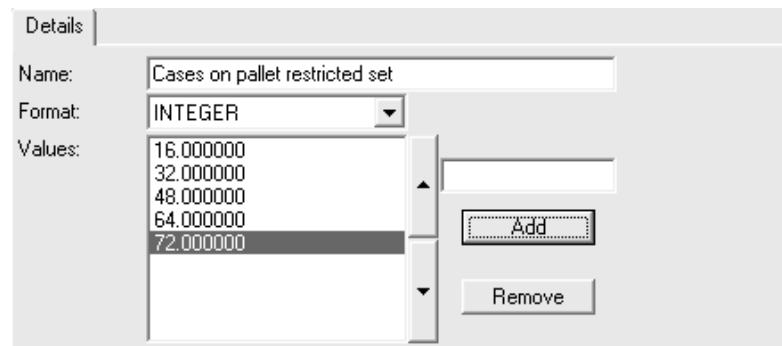 Details
Name: Cases on pallet restricted set
Format: INTEGER
Values: 16.000000
32.000000
48.000000
64.000000
72.000000
Add
Remove